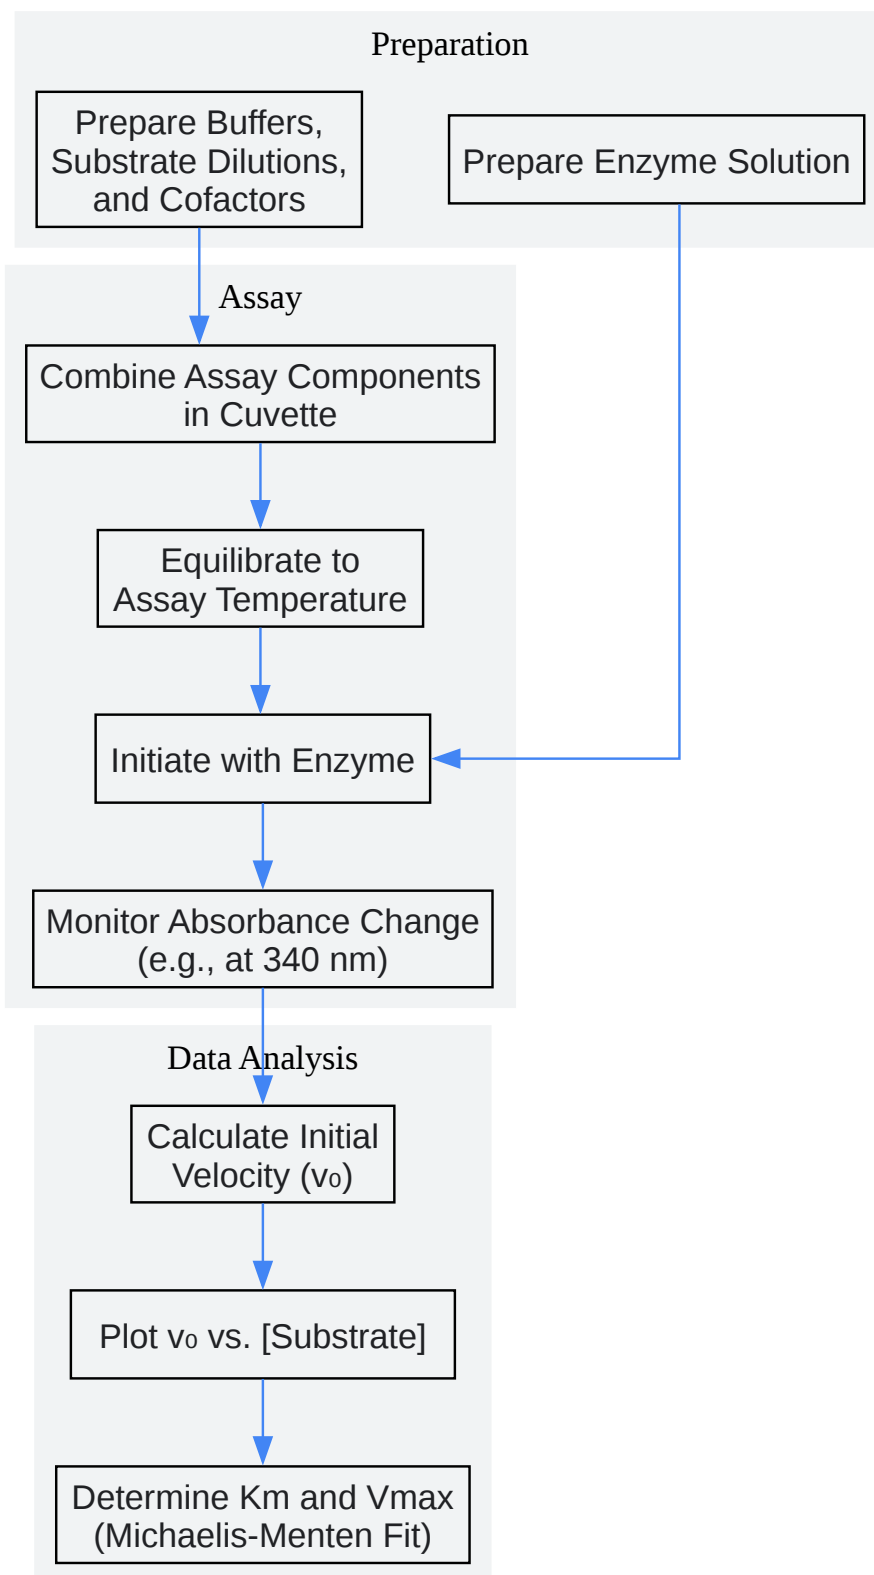 Preparation
Prepare Buffers,
Substrate Dilutions,
and Cofactors
Prepare Enzyme Solution
Assay
Combine Assay Components
in Cuvette
Equilibrate to
Assay Temperature
Initiate with Enzyme
Monitor Absorbance Change
(e.g., at 340 nm)
Data Analysis
Calculate Initial
Velocity (v₀)
Plot v₀ vs. [Substrate]
Determine Km and Vmax
(Michaelis-Menten Fit)